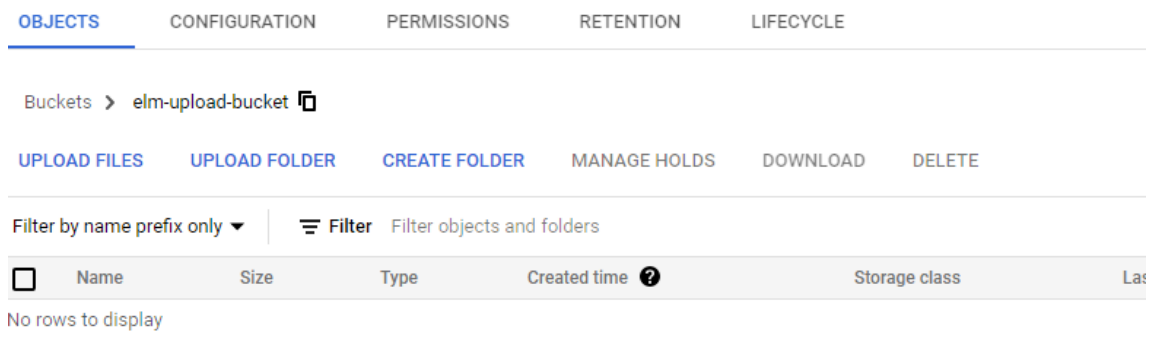 OBJECTS CONFIGURATION PERMISSIONS RETENTION LIFECYCLE
Buckets > elm-upload-bucket
UPLOAD FILES UPLOAD FOLDER CREATE FOLDER MANAGE HOLDS DOWNLOAD DELETE
Filter by name prefix only Filter Filter objects and folders
Name Size Type Created time Storage class Las
No rows to display